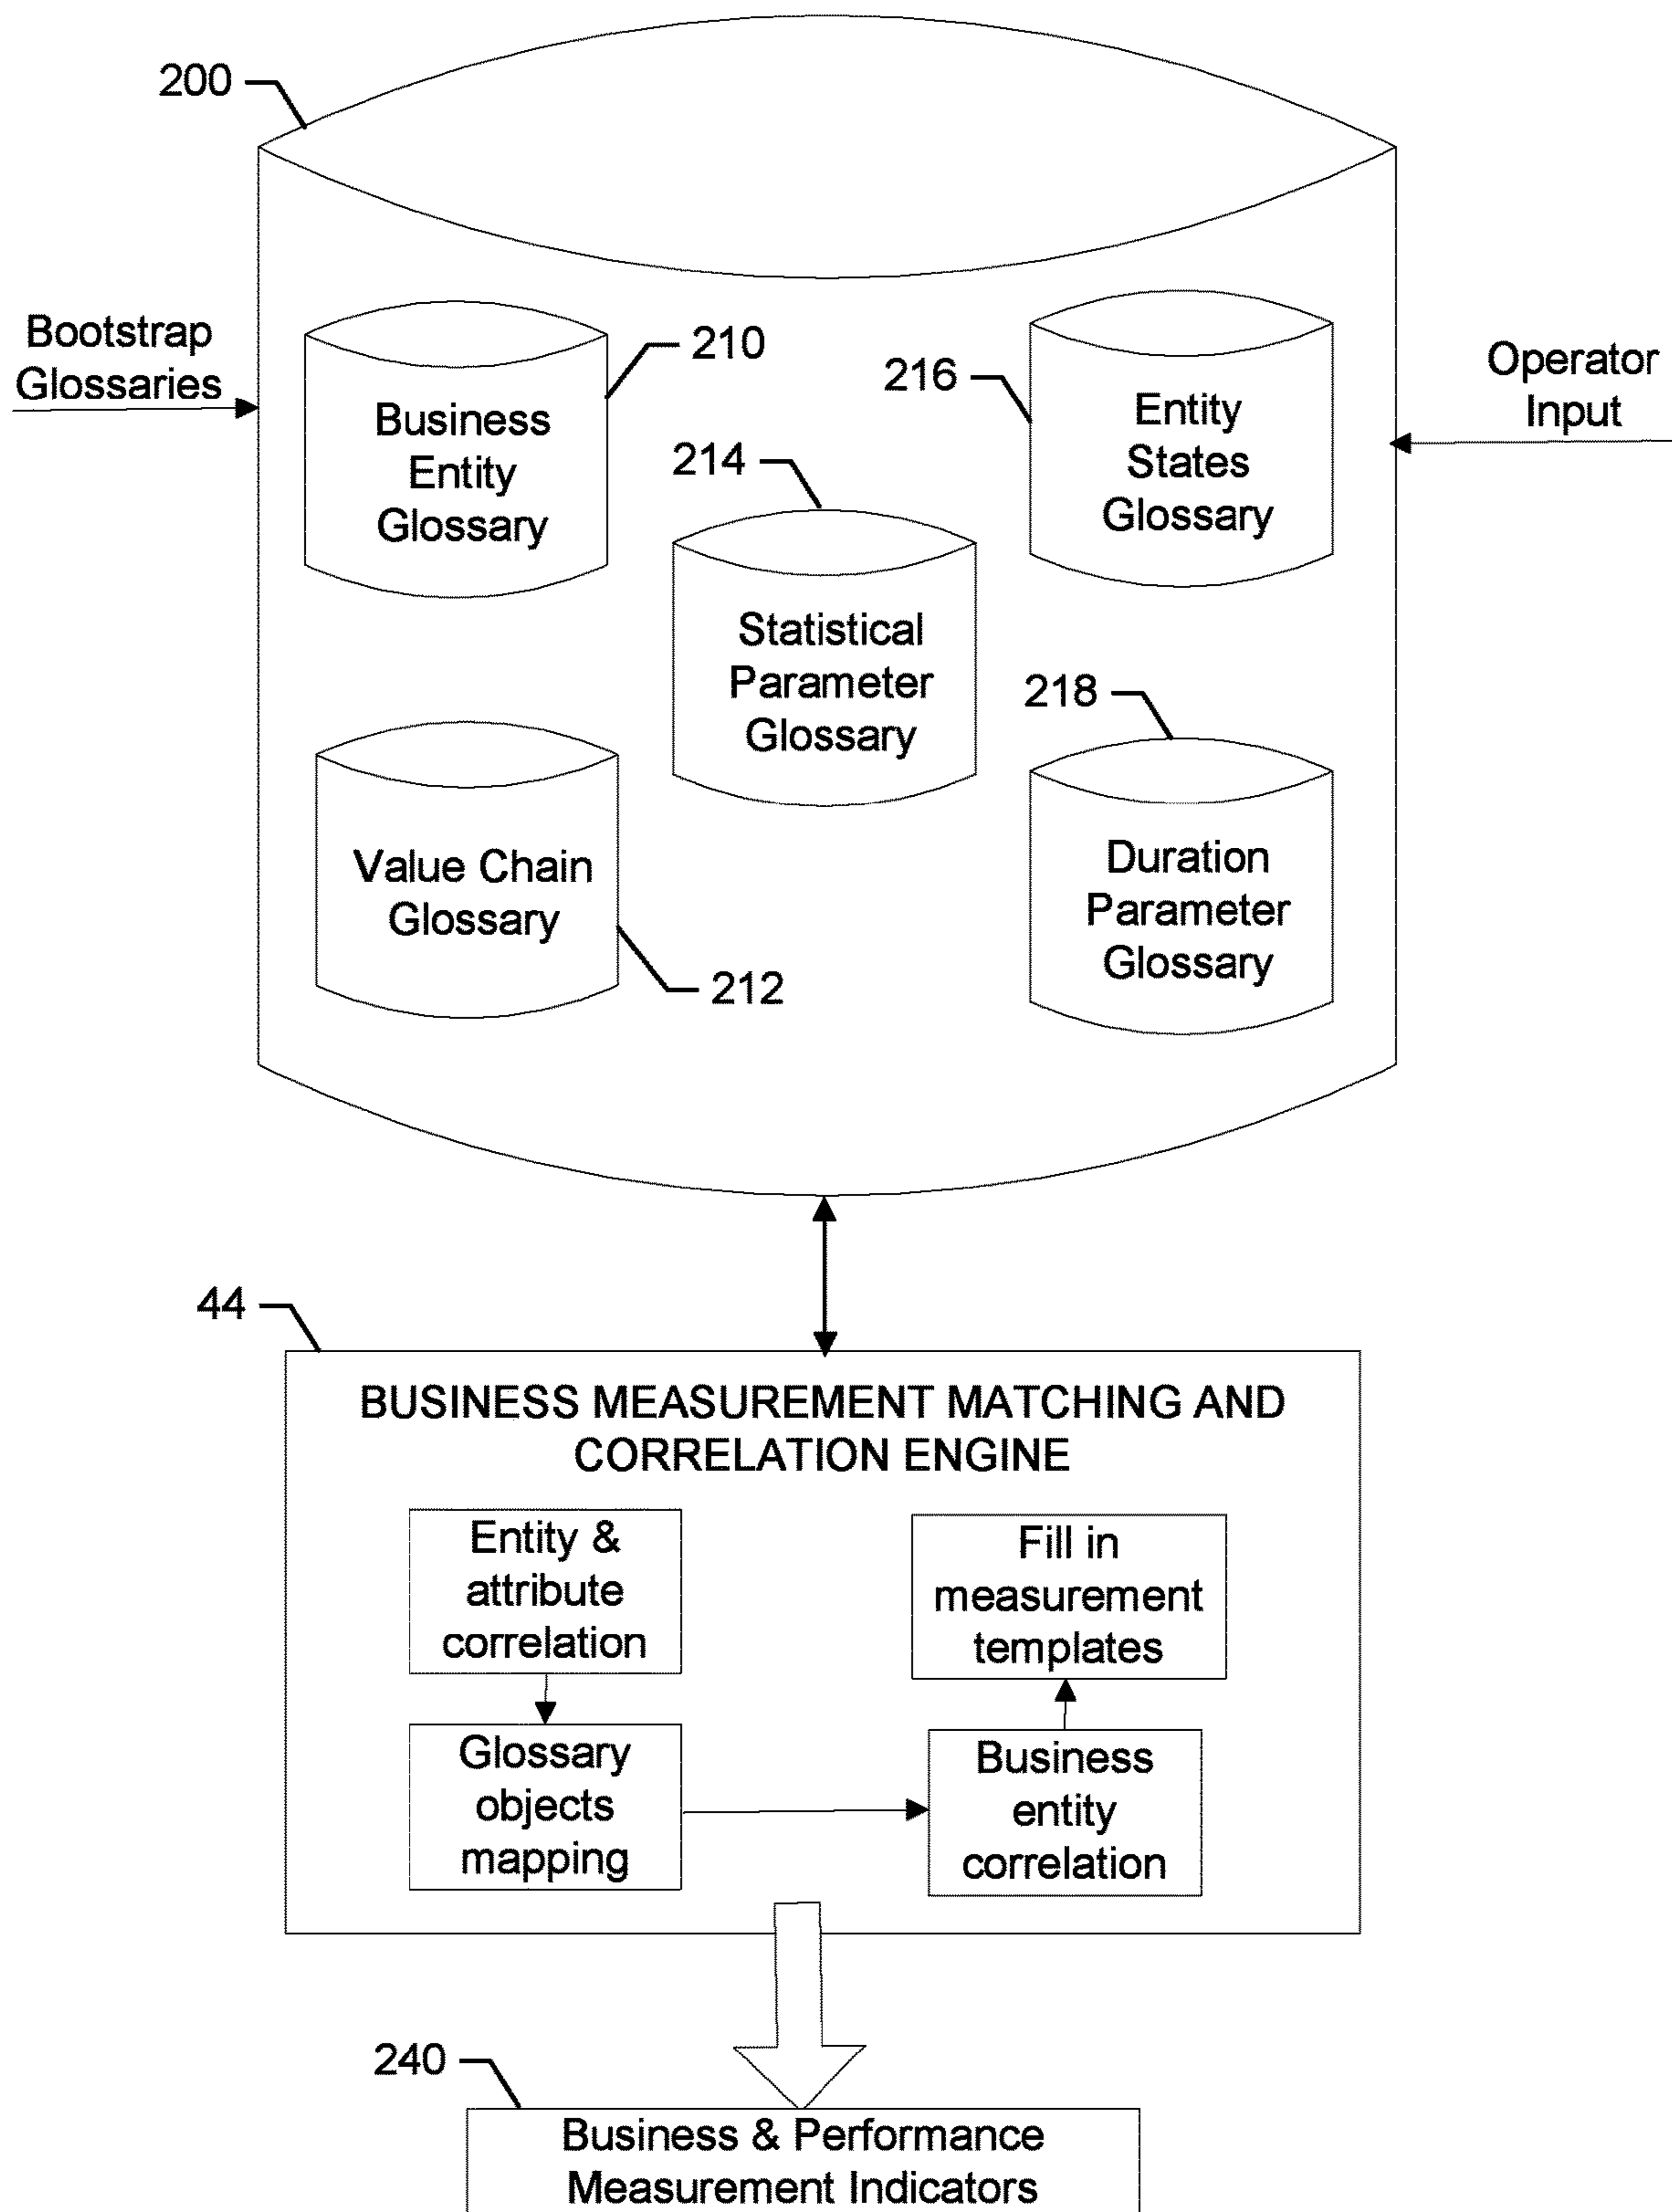 200
Bootstrap
Glossaries
210
Business
Entity
Glossary
216
Entity
States
Glossary
Operator
Input
214
Statistical
Parameter
Glossary
218
Value Chain
Glossary
212
Duration
Parameter
Glossary
44
BUSINESS MEASUREMENT MATCHING AND
CORRELATION ENGINE
Entity &
attribute
correlation
Fill in
measurement
templates
Glossary
objects
mapping
Business
entity
correlation
240
Business & Performance
Measurement Indicators